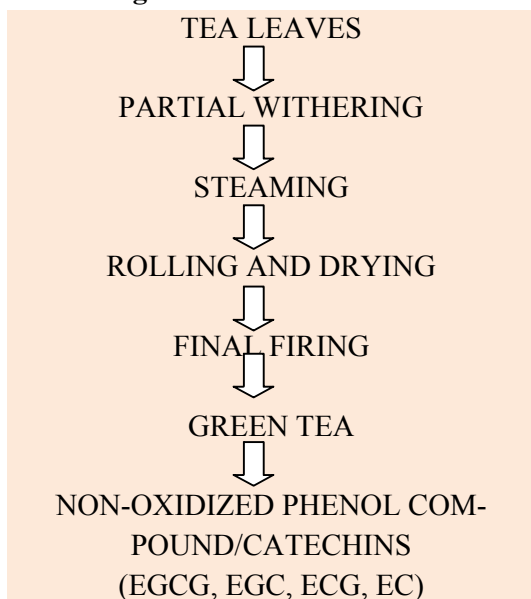 TEA LEAVES
PARTIAL WITHERING
STEAMING
ROLLING AND DRYING
FINAL FIRING
GREEN TEA
NON-OXIDIZED PHENOL COM-
POUND/CATECHINS
(EGCG, EGC, ECG, EC)